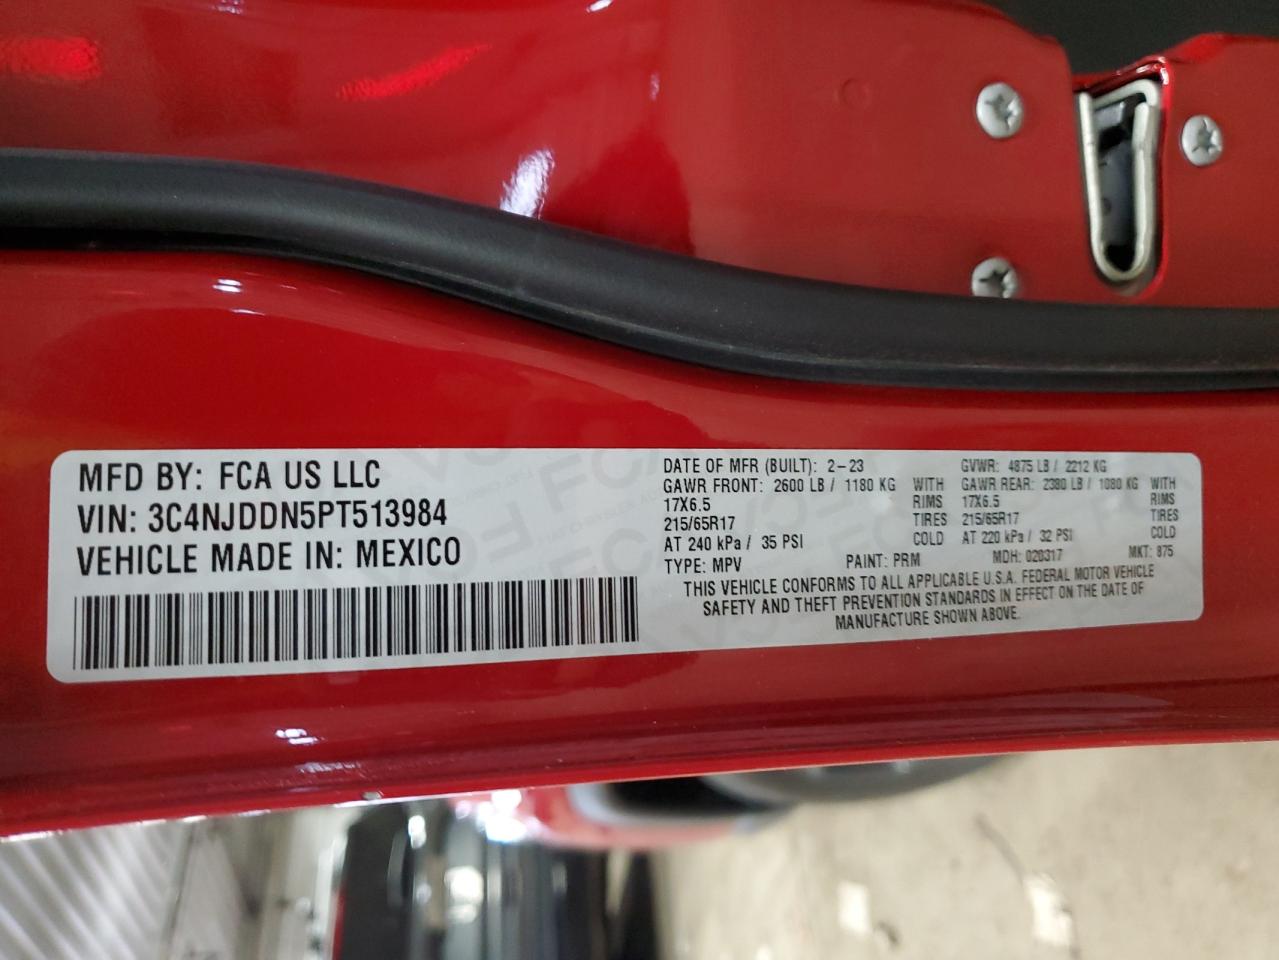 MFD BY: FCA US LLC
VIN: 3C4NJDDN5PT513984
VEHICLE MADE IN: MEXICO
DATE OF MFR (BUILT): 2-23 GVWR: 4875 LB / 2212 KG
GAWR FRONT: 2600 LB / 1180 KG WITH GAWR REAR: 2380 LB / 1080 KG WITH
17X6.5 RIMS 17X6.5 RIMS
215/65R17 TIRES 215/65R17 TIRES
AT 240 kPa / 35 PSI COLD AT 220 kPa / 32 PSI COLD
TYPE: MPV PAINT: PRM MDH: 020317 MKT: 875
THIS VEHICLE CONFORMS TO ALL APPLICABLE U.S.A. FEDERAL MOTOR VEHICLE
SAFETY AND THEFT PREVENTION STANDARDS IN EFFECT ON THE DATE OF
MANUFACTURE SHOWN ABOVE.